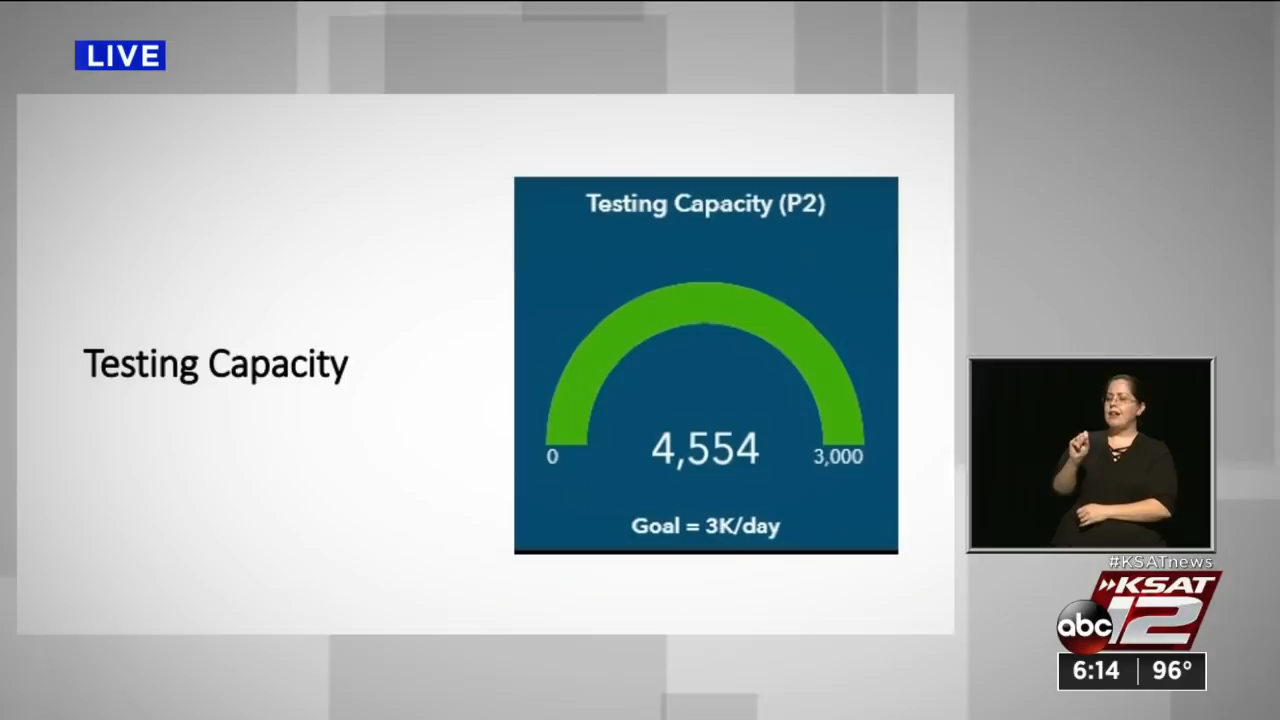 LIVE
Testing Capacity (P2)
Testing Capacity
0
4,554
3,000
Goal = 3K/day
#KSATnews
KSAT
abc 12
6:14 96°